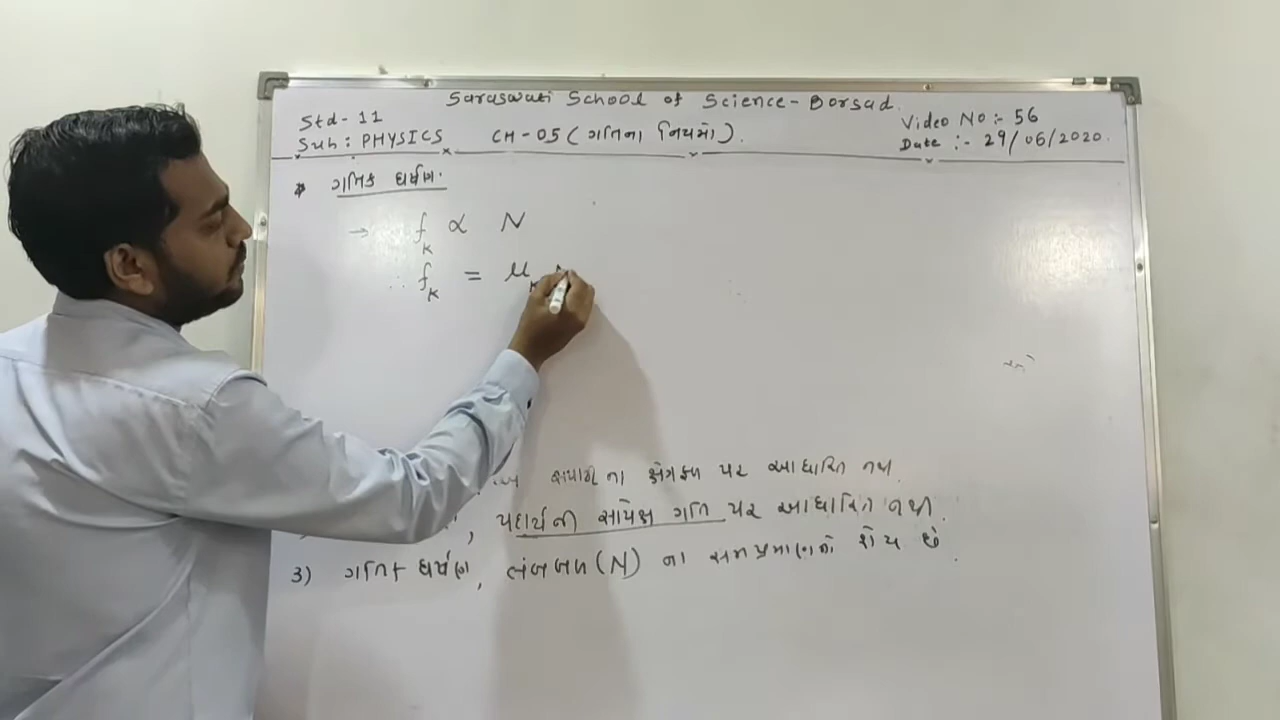 Saraswati School of Science - Borsad.
Std - 11
Sub : PHYSICS CH - 05 ( ગતિના નિયમો ).
Video No :- 56
Date :- 29/06/2020.
* ગતિક ઘર્ષણ.
→ fk ∝ N
∴ fk = μk
સંપર્કના ક્ષેત્રફળ પર આધારિત નથી.
, પદાર્થની સાપેક્ષ ગતિ પર આધારિત નથી.
3) ગતિક ઘર્ષણ, લંબબળ (N) ના સમપ્રમાણમાં હોય છે.